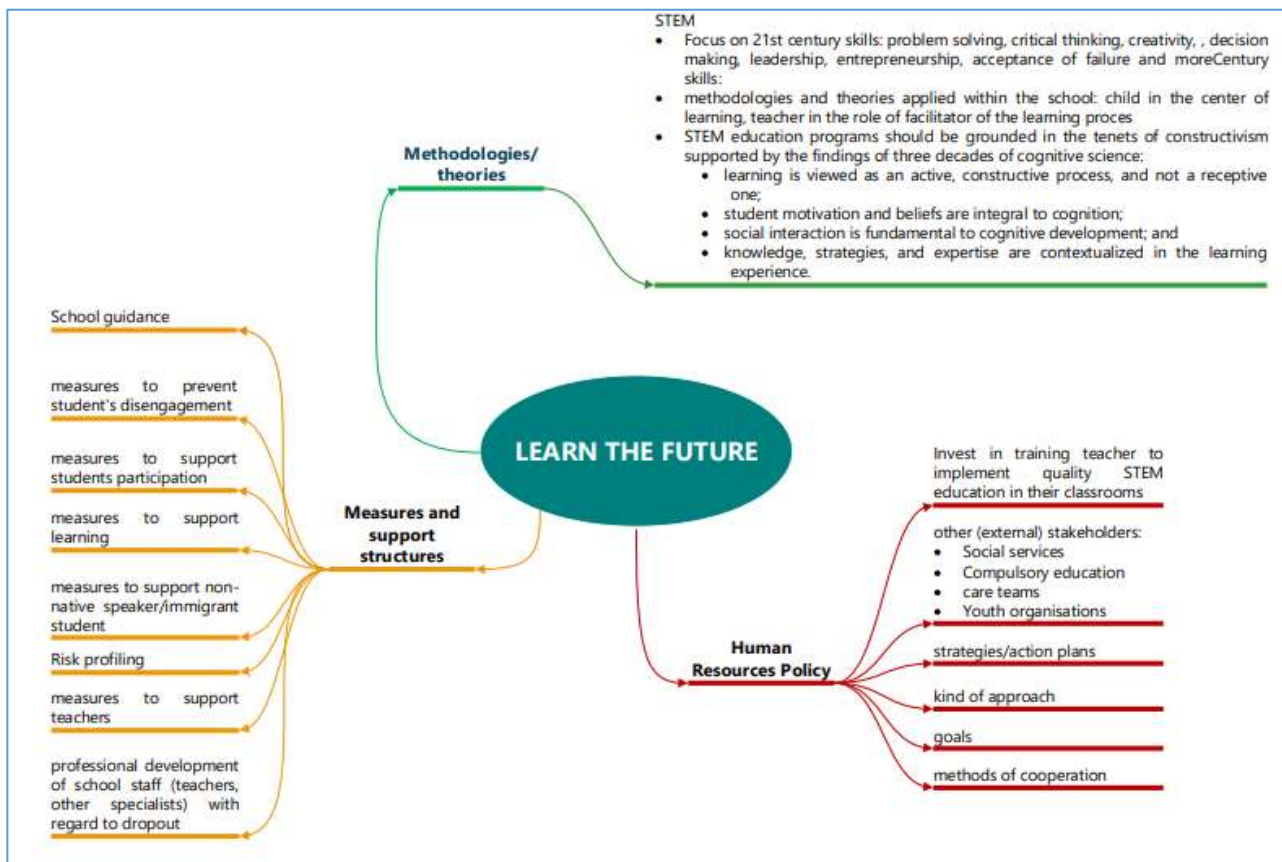 STEM
• Focus on 21st century skills: problem solving, critical thinking, creativity, , decision
making, leadership, entrepreneurship, acceptance of failure and moreCentury
skills:
• methodologies and theories applied within the school: child in the center of
learning, teacher in the role of facilitator of the learning proces
• STEM education programs should be grounded in the tenets of constructivism
supported by the findings of three decades of cognitive science:
• learning is viewed as an active, constructive process, and not a receptive
one;
• student motivation and beliefs are integral to cognition;
• social interaction is fundamental to cognitive development; and
• knowledge, strategies, and expertise are contextualized in the learning
experience.
Methodologies/
theories
LEARN THE FUTURE
School guidance
measures to prevent
student's disengagement
measures to support
students participation
measures to support
learning
measures to support non-
native speaker/immigrant
student
Risk profiling
measures to support
teachers
professional development
of school staff (teachers,
other specialists) with
regard to dropout
Measures and
support
structures
Human
Resources Policy
Invest in training teacher to
implement quality STEM
education in their classrooms
other (external) stakeholders:
• Social services
• Compulsory education
• care teams
• Youth organisations
strategies/action plans
kind of approach
goals
methods of cooperation